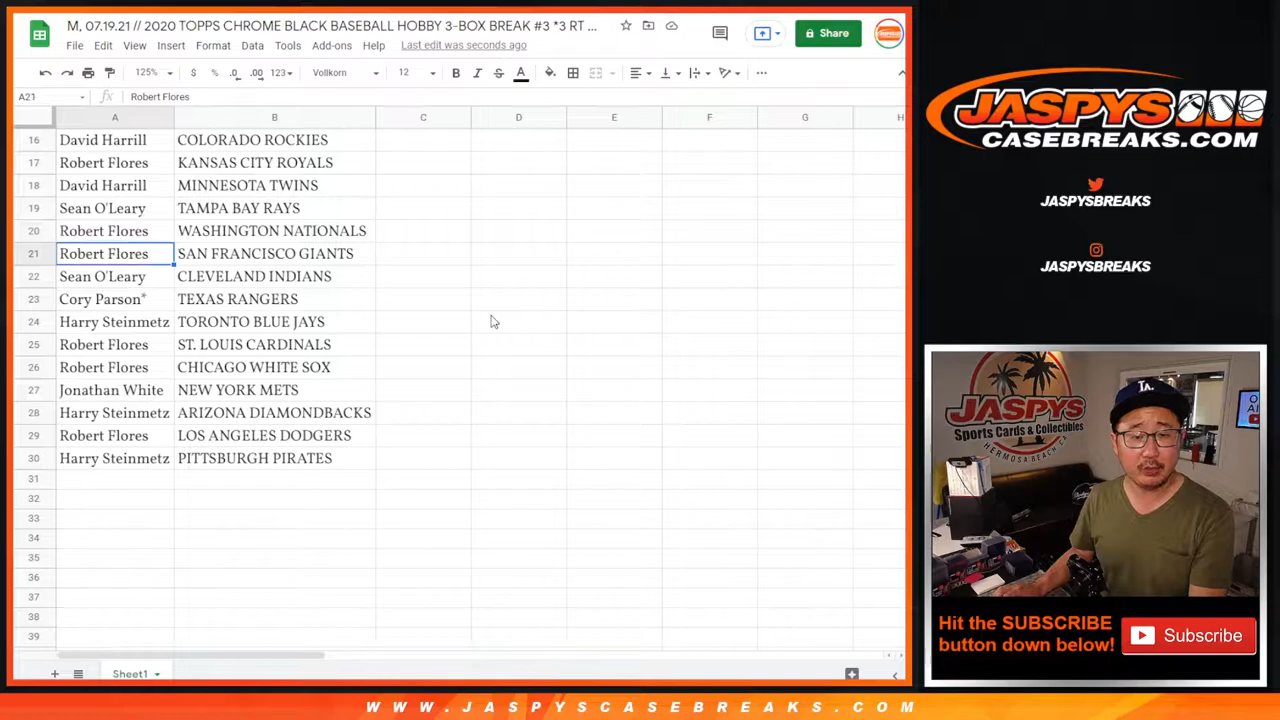 M, 07.19.21 // 2020 TOPPS CHROME BLACK BASEBALL HOBBY 3-BOX BREAK #3 *3 RT ...
File Edit View Insert Format Data Tools Add-ons Help Last edit was seconds ago
Share
125% $ % .0 .00 123 Vollkorn 12 B I S A
A21 fx Robert Flores
A B C D E F G H
16 David Harrill COLORADO ROCKIES
17 Robert Flores KANSAS CITY ROYALS
18 David Harrill MINNESOTA TWINS
19 Sean O'Leary TAMPA BAY RAYS
20 Robert Flores WASHINGTON NATIONALS
21 Robert Flores SAN FRANCISCO GIANTS
22 Sean O'Leary CLEVELAND INDIANS
23 Cory Parson* TEXAS RANGERS
24 Harry Steinmetz TORONTO BLUE JAYS
25 Robert Flores ST. LOUIS CARDINALS
26 Robert Flores CHICAGO WHITE SOX
27 Jonathan White NEW YORK METS
28 Harry Steinmetz ARIZONA DIAMONDBACKS
29 Robert Flores LOS ANGELES DODGERS
30 Harry Steinmetz PITTSBURGH PIRATES
31
32
33
34
35
36
37
38
39
Sheet1
JASPYS
CASEBREAKS.COM
JASPYSBREAKS
JASPYSBREAKS
JASPYS
Sports Cards & Collectibles
HERMOSA BEACH, CA
LA
Hit the SUBSCRIBE
button down below!
Subscribe
WWW.JASPYSCASEBREAKS.COM